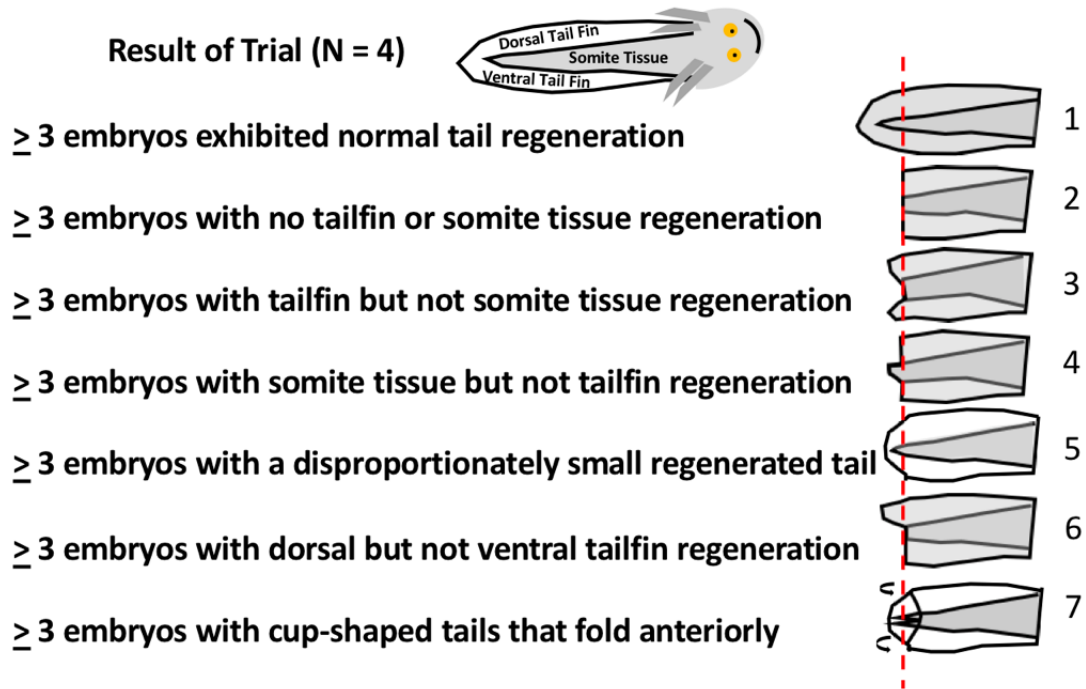 Result of Trial (N = 4)
Dorsal Tail Fin
Somite Tissue
Ventral Tail Fin
≥ 3 embryos exhibited normal tail regeneration
1
≥ 3 embryos with no tailfin or somite tissue regeneration
2
≥ 3 embryos with tailfin but not somite tissue regeneration
3
≥ 3 embryos with somite tissue but not tailfin regeneration
4
≥ 3 embryos with a disproportionately small regenerated tail
5
≥ 3 embryos with dorsal but not ventral tailfin regeneration
6
≥ 3 embryos with cup-shaped tails that fold anteriorly
7